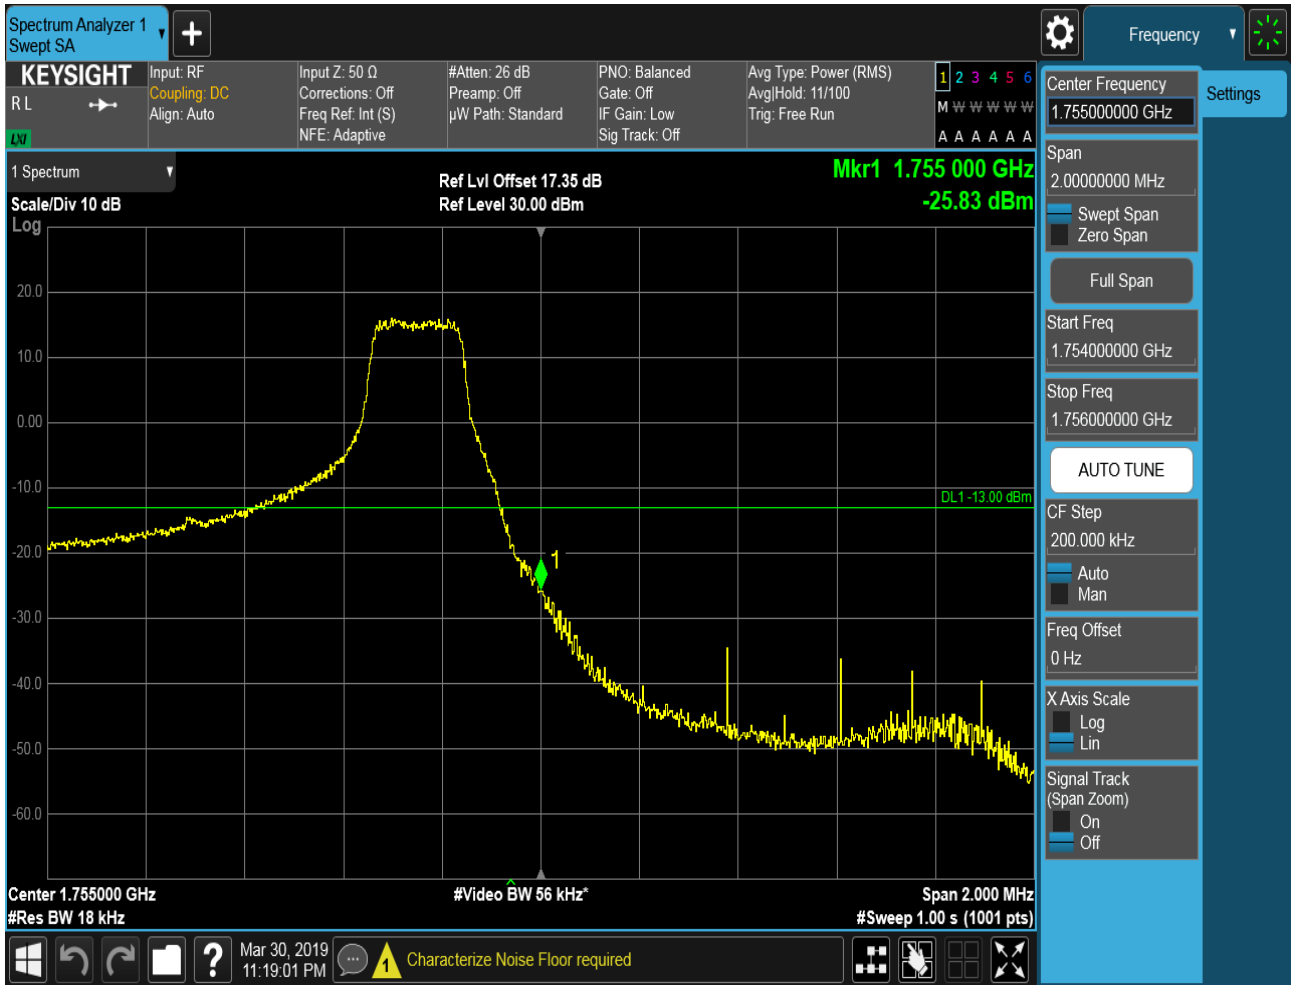 Spectrum Analyzer 1
Swept SA
Frequency
KEYSIGHT
R L
LXI
Input: RF
Coupling: DC
Align: Auto
Input Z: 50 Ω
Corrections: Off
Freq Ref: Int (S)
NFE: Adaptive
#Atten: 26 dB
Preamp: Off
µW Path: Standard
PNO: Balanced
Gate: Off
IF Gain: Low
Sig Track: Off
Avg Type: Power (RMS)
Avg|Hold: 11/100
Trig: Free Run
1 2 3 4 5 6
M W W W W W
A A A A A A
1 Spectrum
Scale/Div 10 dB
Log
Ref Lvl Offset 17.35 dB
Ref Level 30.00 dBm
Mkr1 1.755 000 GHz
-25.83 dBm
20.0
10.0
0.00
-10.0
-20.0
-30.0
-40.0
-50.0
-60.0
DL1 -13.00 dBm
1
Center 1.755000 GHz
#Res BW 18 kHz
#Video BW 56 kHz*
Span 2.000 MHz
#Sweep 1.00 s (1001 pts)
Center Frequency
1.755000000 GHz
Settings
Span
2.00000000 MHz
Swept Span
Zero Span
Full Span
Start Freq
1.754000000 GHz
Stop Freq
1.756000000 GHz
AUTO TUNE
CF Step
200.000 kHz
Auto
Man
Freq Offset
0 Hz
X Axis Scale
Log
Lin
Signal Track
(Span Zoom)
On
Off
?
Mar 30, 2019
11:19:01 PM
1
Characterize Noise Floor required